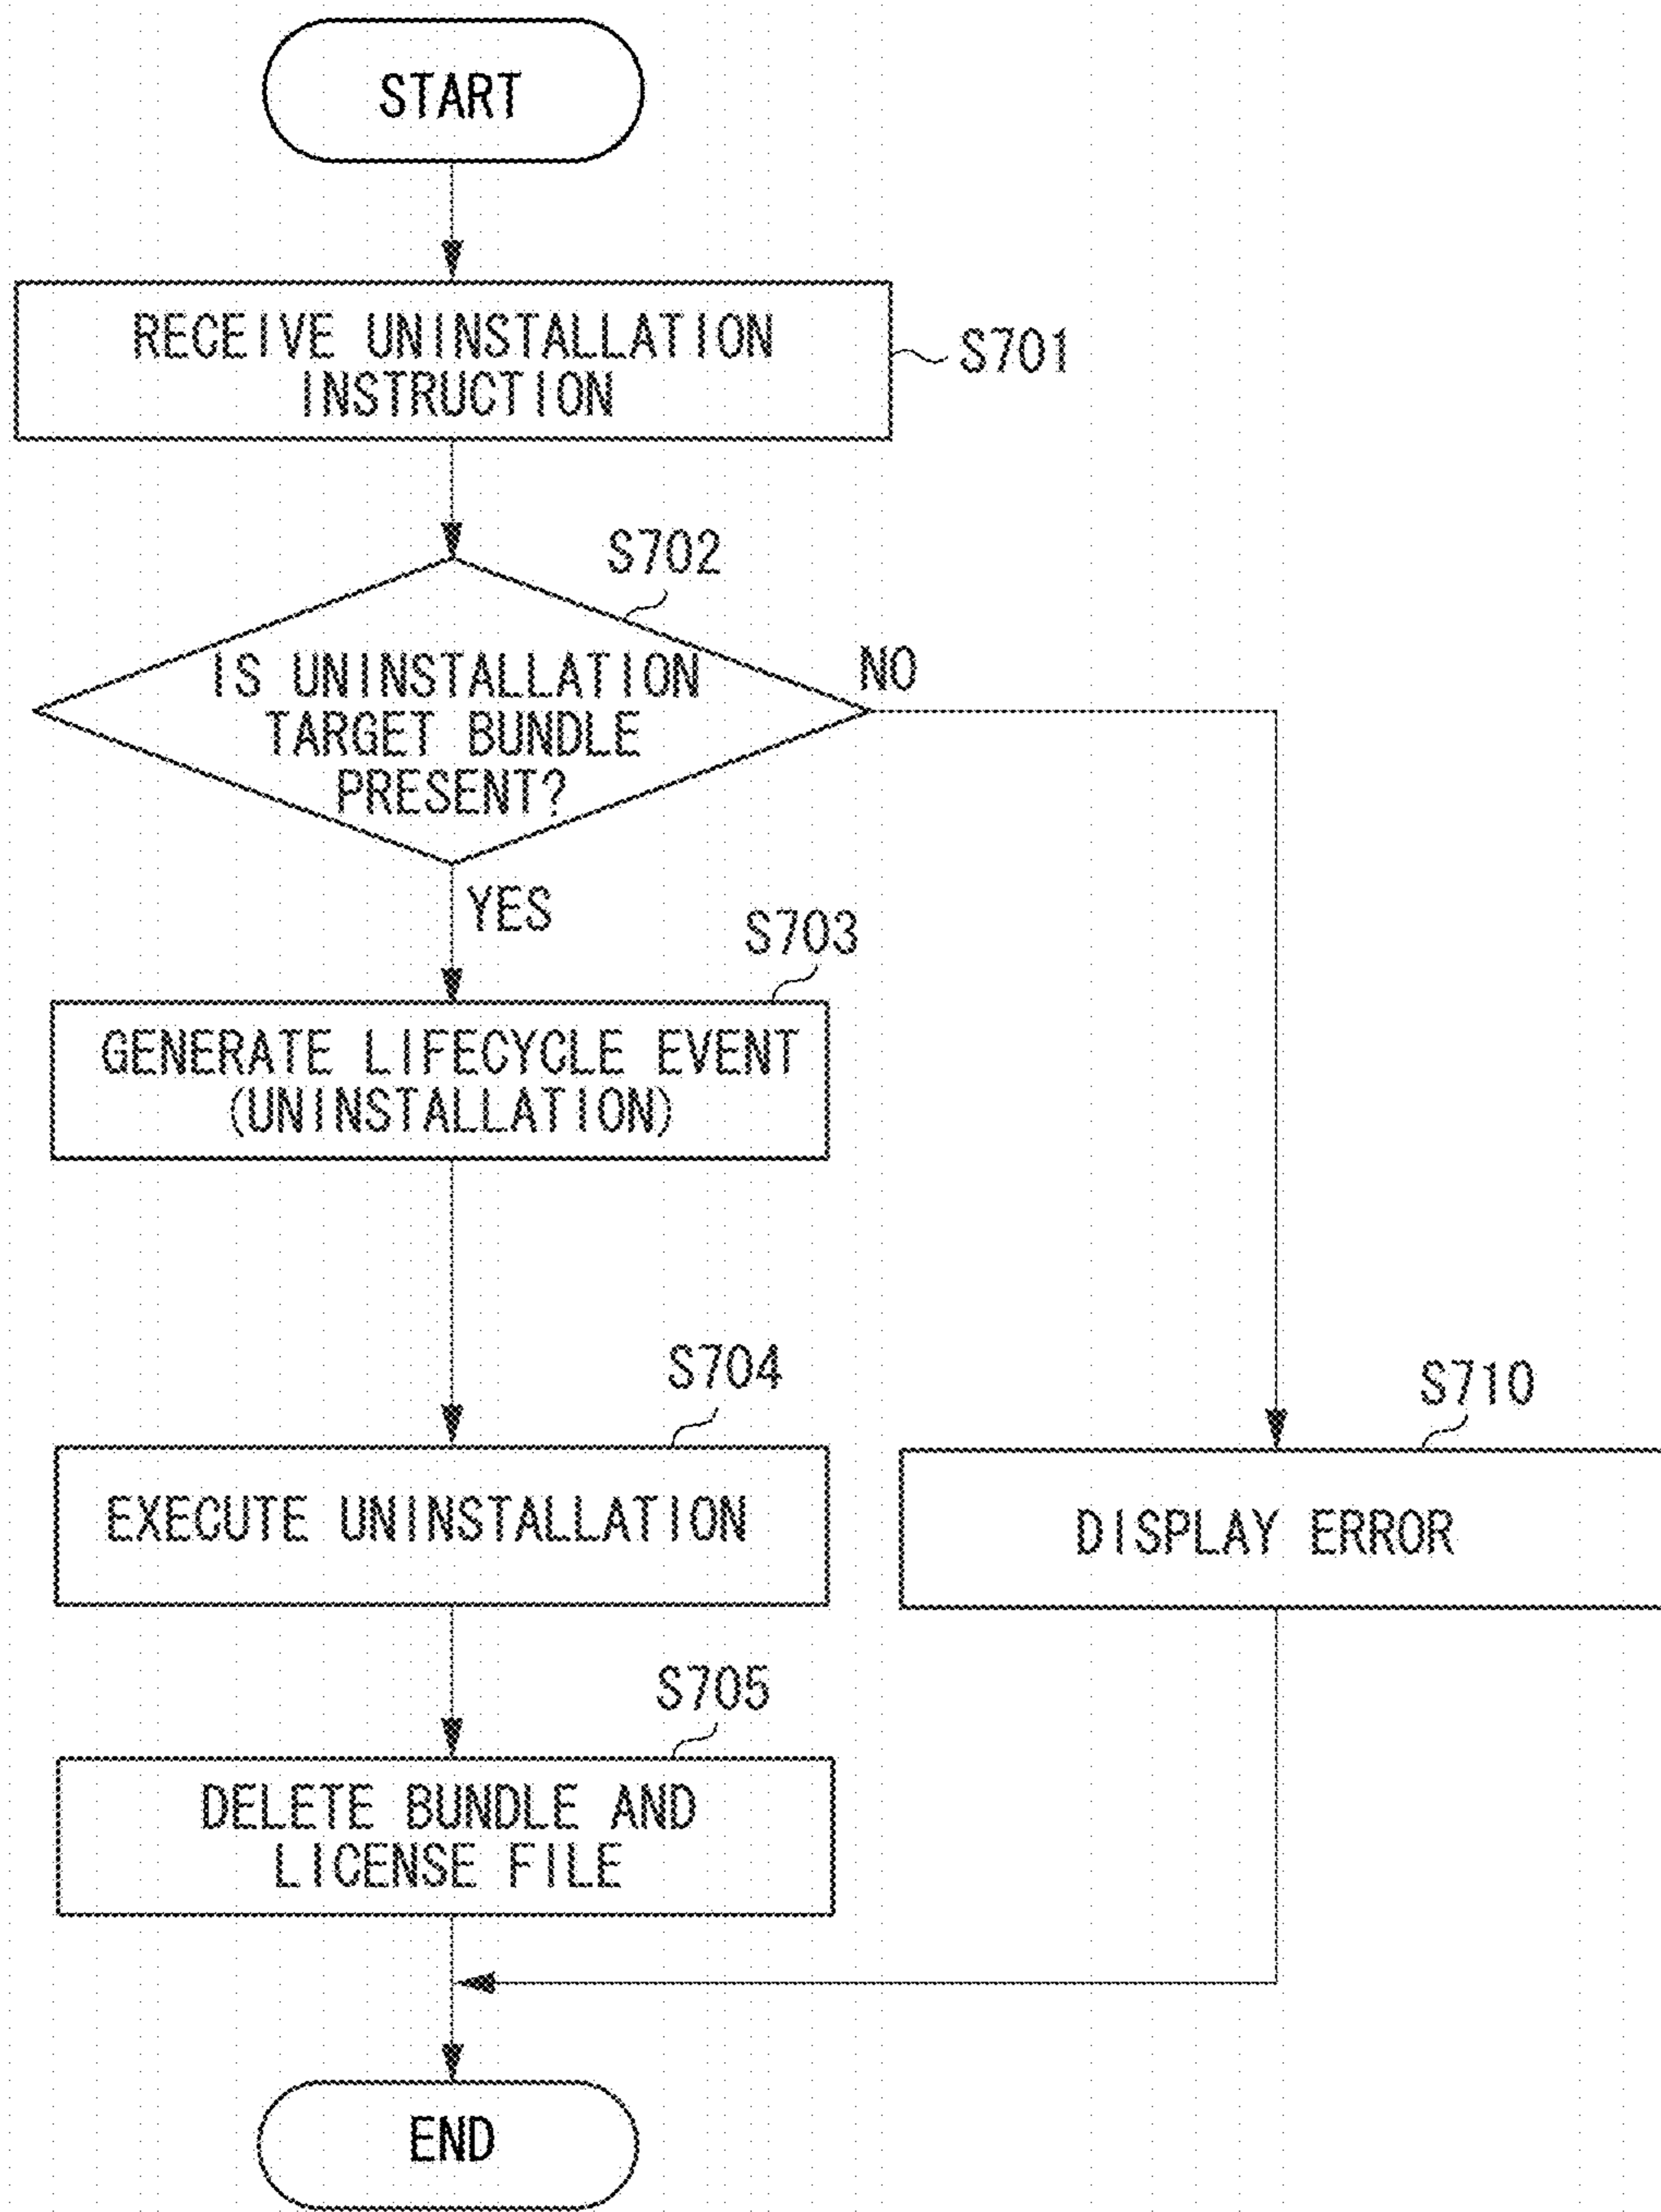 START
RECEIVE UNINSTALLATION
INSTRUCTION
S701
S702
IS UNINSTALLATION
TARGET BUNDLE
PRESENT?
NO
YES
S703
GENERATE LIFECYCLE EVENT
(UNINSTALLATION)
S704
EXECUTE UNINSTALLATION
S710
DISPLAY ERROR
S705
DELETE BUNDLE AND
LICENSE FILE
END